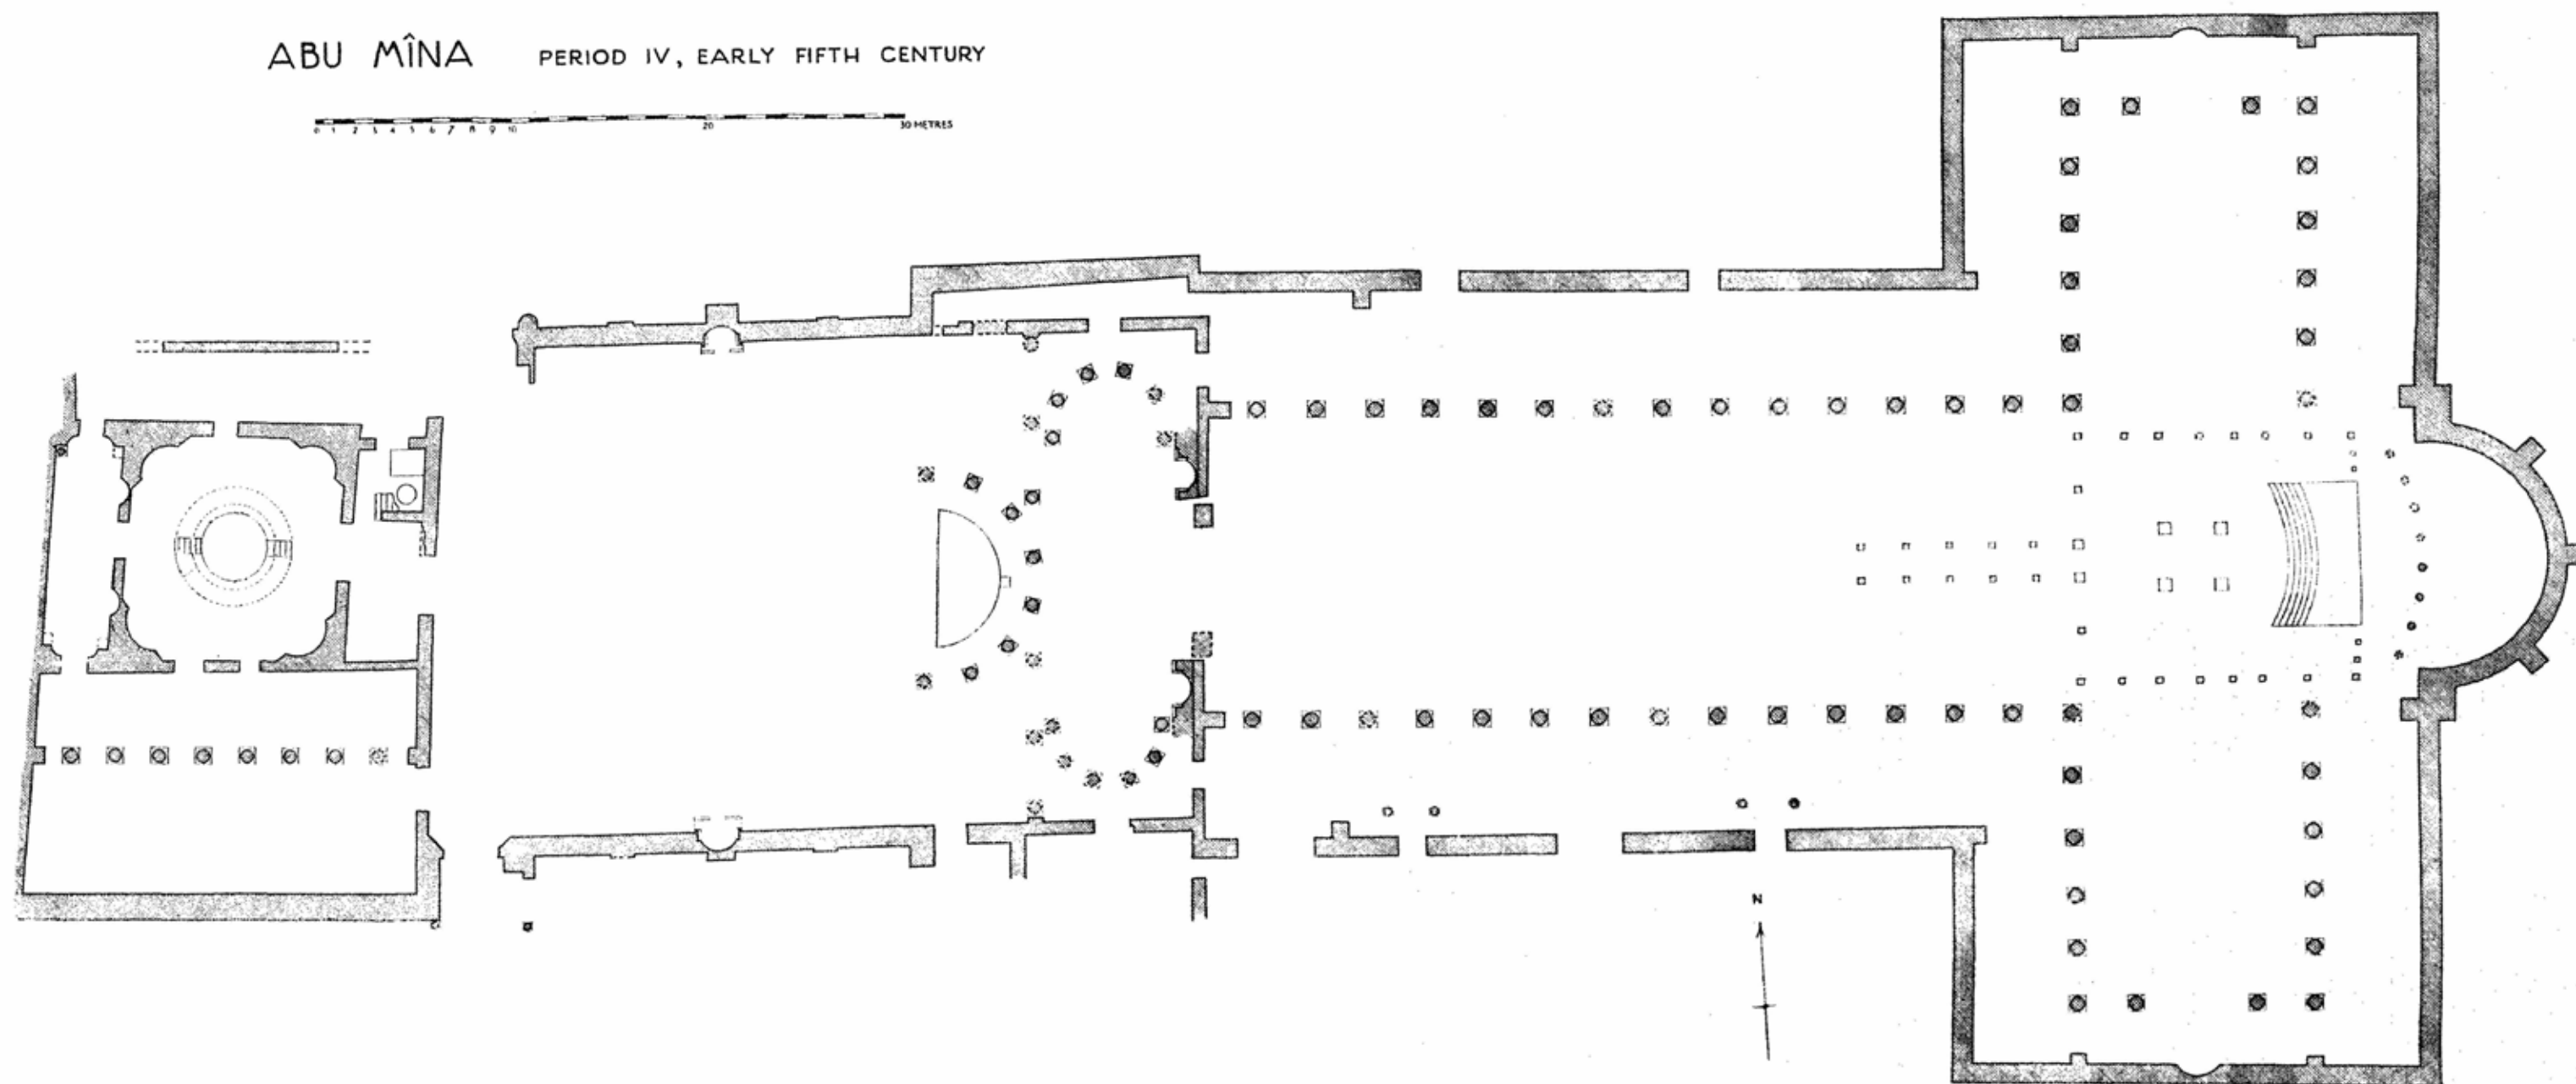 ABU MÎNA PERIOD IV, EARLY FIFTH CENTURY
0 1 2 3 4 5 6 7 8 9 10 20 30 METRES
N